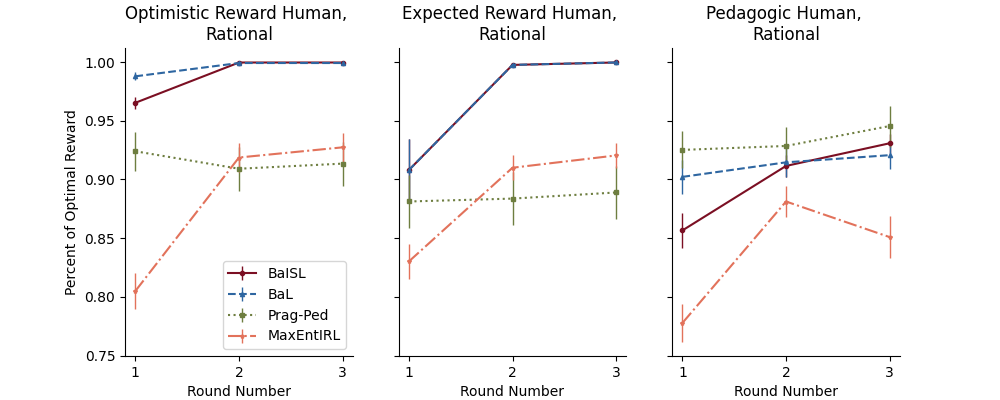 Optimistic Reward Human,
Rational
Expected Reward Human,
Rational
Pedagogic Human,
Rational
Percent of Optimal Reward
1.00
0.95
0.90
0.85
0.80
0.75
BaISL
BaL
Prag-Ped
MaxEntIRL
1 2 3
Round Number
1 2 3
Round Number
1 2 3
Round Number